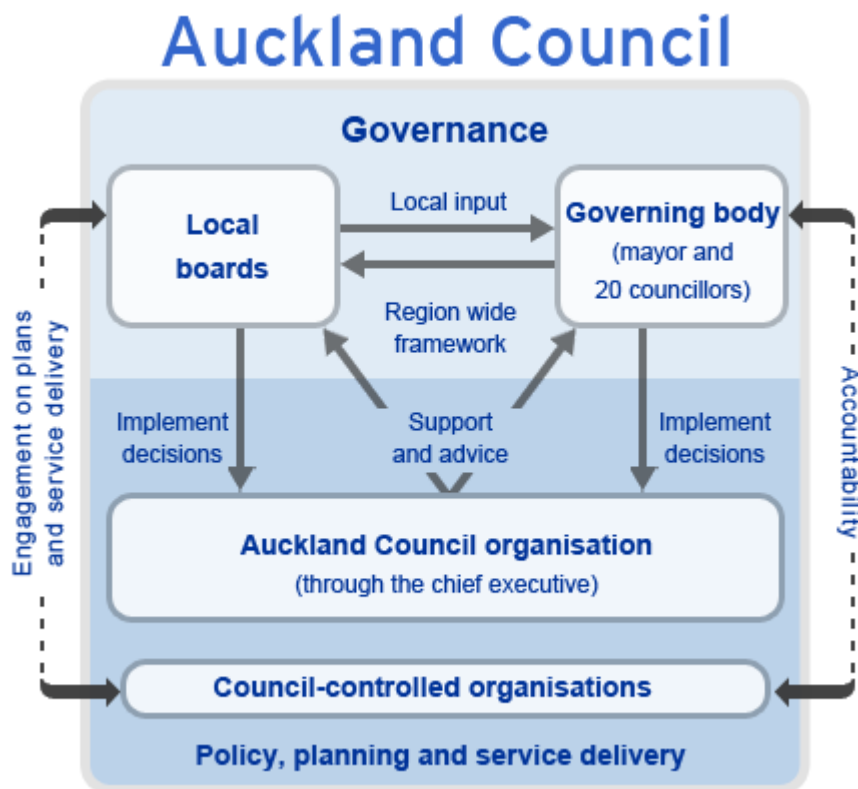 Auckland Council
Governance
Local
boards
Local input
Governing body
(mayor and
20 councillors)
Region wide
framework
Engagement on plans
and service delivery
Accountability
Implement
decisions
Support
and advice
Implement
decisions
Auckland Council organisation
(through the chief executive)
Council-controlled organisations
Policy, planning and service delivery